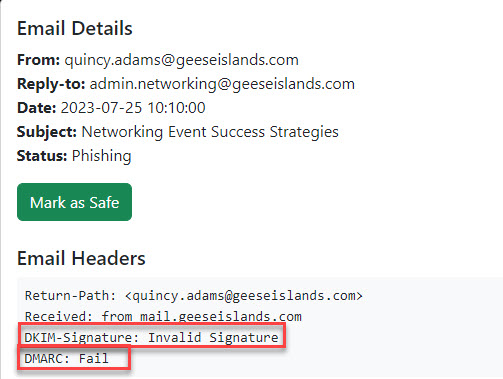 Email Details
From: quincy.adams@geeseislands.com
Reply-to: admin.networking@geeseislands.com
Date: 2023-07-25 10:10:00
Subject: Networking Event Success Strategies
Status: Phishing
Mark as Safe
Email Headers
Return-Path: <quincy.adams@geeseislands.com>
Received: from mail.geeseislands.com
DKIM-Signature: Invalid Signature
DMARC: Fail